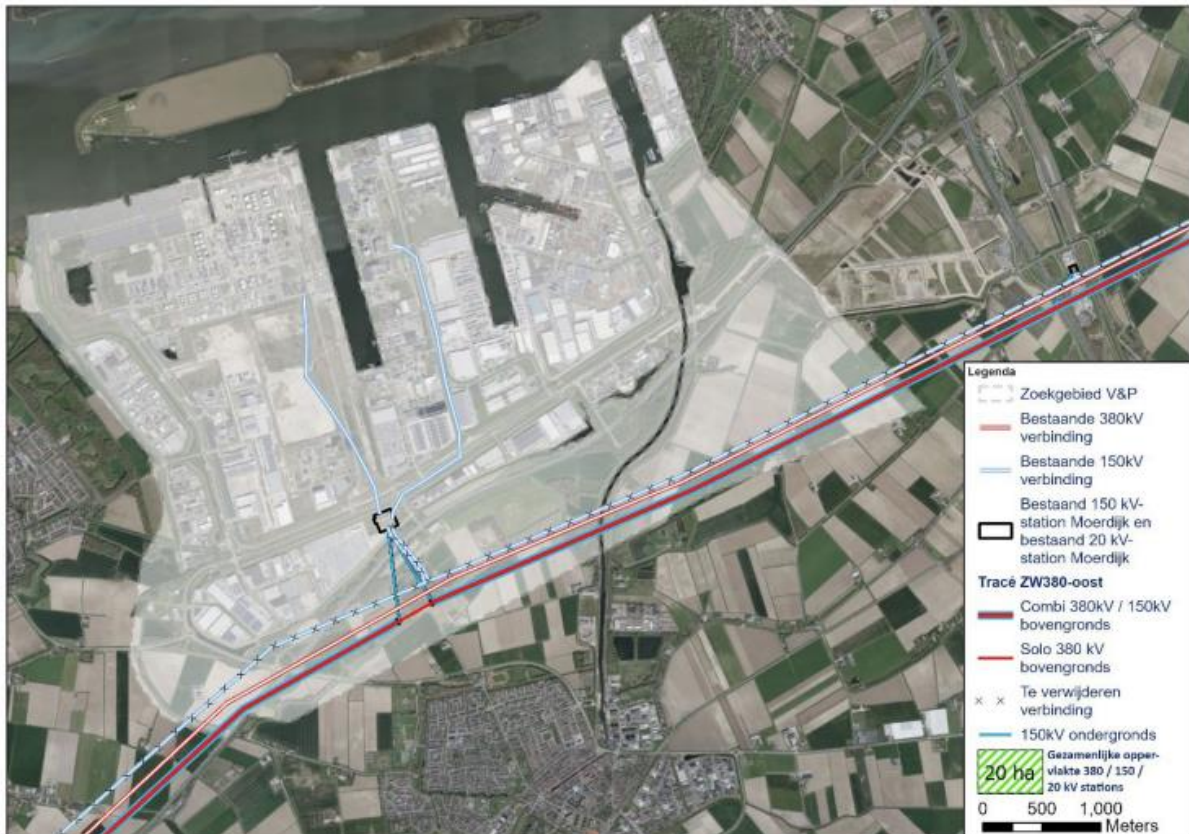 Legenda
Zoekgebied V&P
Bestaande 380kV
verbinding
Bestaande 150kV
verbinding
Bestaand 150 kV-
station Moerdijk en
bestaand 20 kV-
station Moerdijk
Tracé ZW380-oost
Combi 380kV / 150kV
bovengronds
Solo 380 kV
bovengronds
Te verwijderen
verbinding
150kV ondergronds
20 ha
Gezamenlijke opper-
vlakte 380 / 150 /
20 kV stations
0 500 1,000
Meters